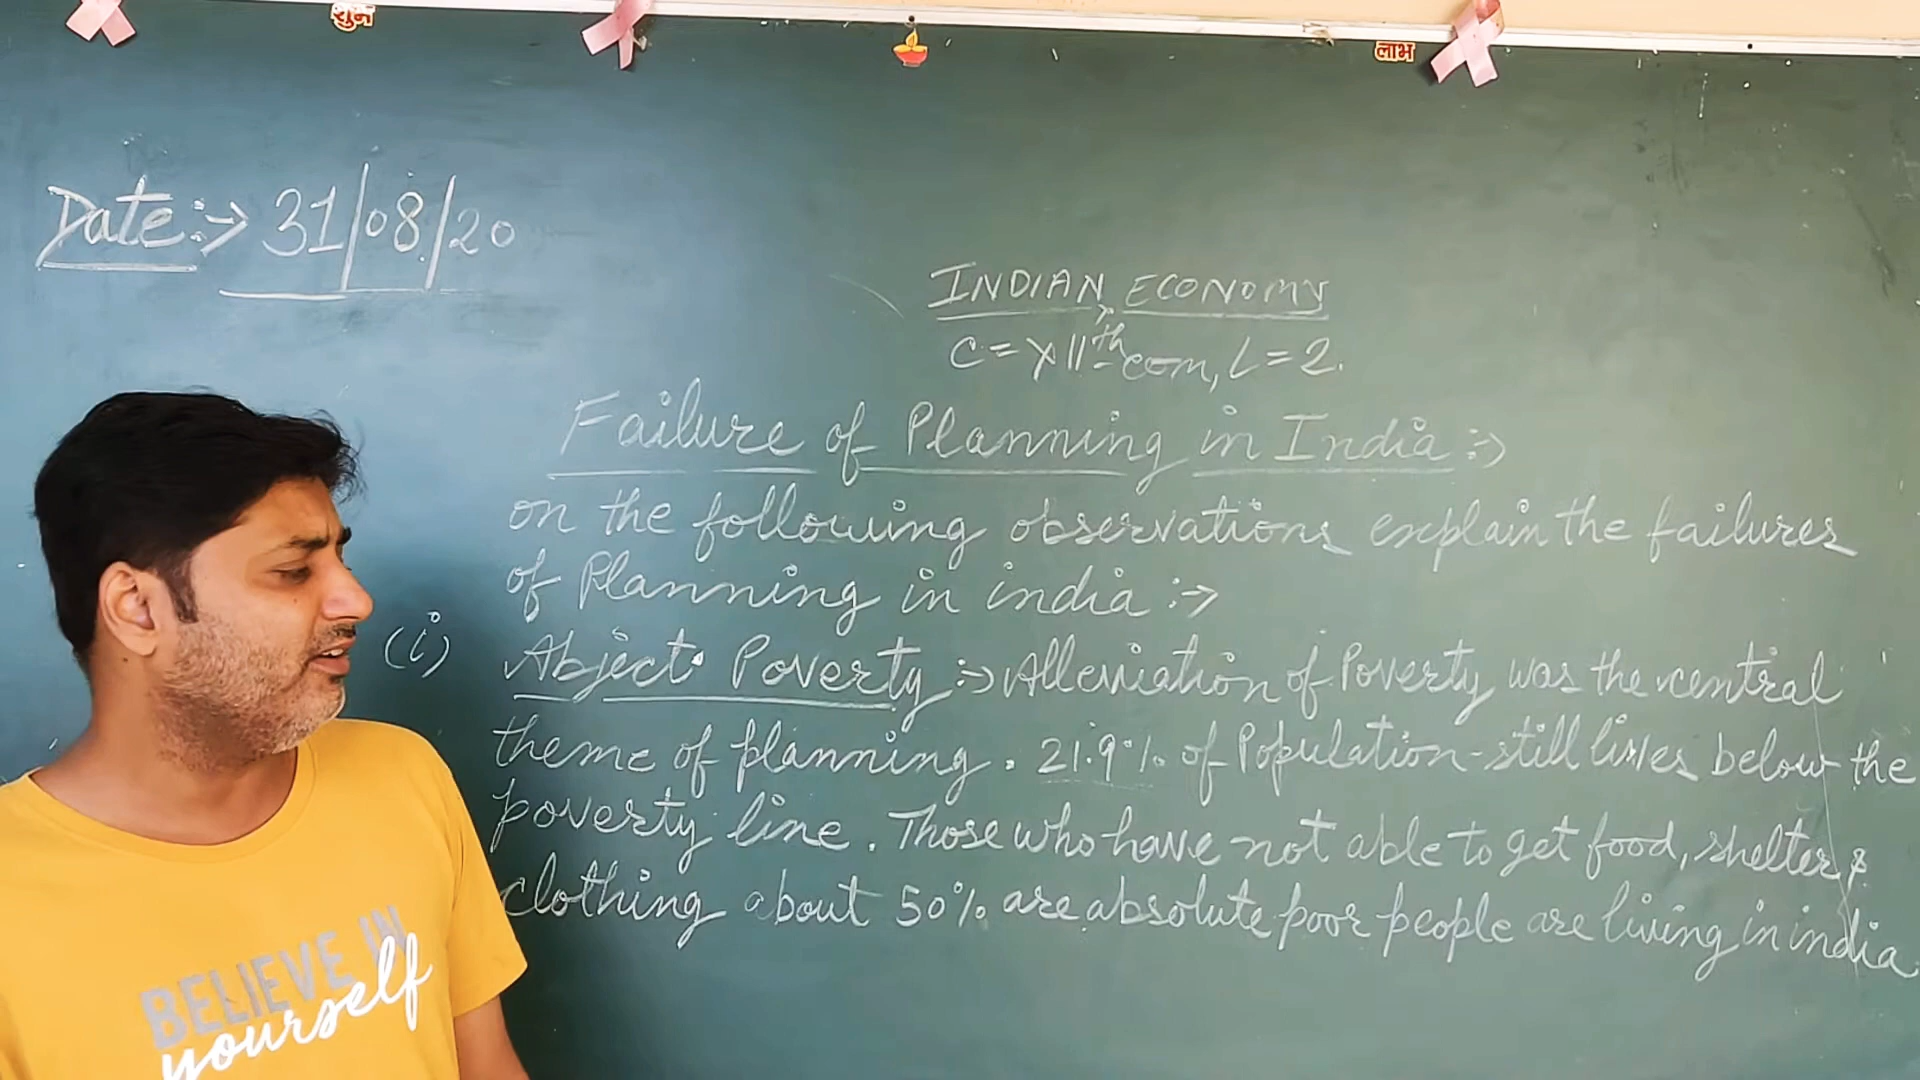 शुभ
लाभ
Date :-> 31/08/20
INDIAN ECONOMY
C = XIIth com, L = 2.
Failure of Planning in India :->
on the following observations explain the failures
of Planning in india :->
(i) Abject Poverty :-> Alleviation of Poverty was the central
theme of planning. 21.9% of Population still lives below the
poverty line. Those who have not able to get food, shelter &
clothing about 50% are absolute poor people are living in india
BELIEVE IN
yourself